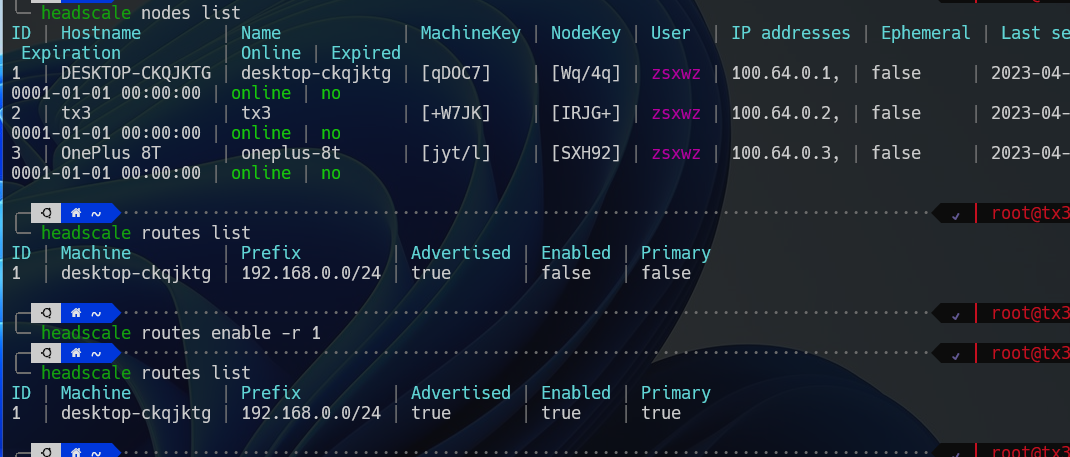 headscale nodes list
ID | Hostname | Name | MachineKey | NodeKey | User | IP addresses | Ephemeral | Last se
Expiration | Online | Expired
1 | DESKTOP-CKQJKTG | desktop-ckqjktg | [qDOC7] | [Wq/4q] | zsxwz | 100.64.0.1, | false | 2023-04-
0001-01-01 00:00:00 | online | no
2 | tx3 | tx3 | [+W7JK] | [IRJG+] | zsxwz | 100.64.0.2, | false | 2023-04-
0001-01-01 00:00:00 | online | no
3 | OnePlus 8T | oneplus-8t | [jyt/l] | [SXH92] | zsxwz | 100.64.0.3, | false | 2023-04-
0001-01-01 00:00:00 | online | no
~ root@tx3
headscale routes list
ID | Machine | Prefix | Advertised | Enabled | Primary
1 | desktop-ckqjktg | 192.168.0.0/24 | true | false | false
~ root@tx3
headscale routes enable -r 1
~ root@tx3
headscale routes list
ID | Machine | Prefix | Advertised | Enabled | Primary
1 | desktop-ckqjktg | 192.168.0.0/24 | true | true | true
~ root@tx3